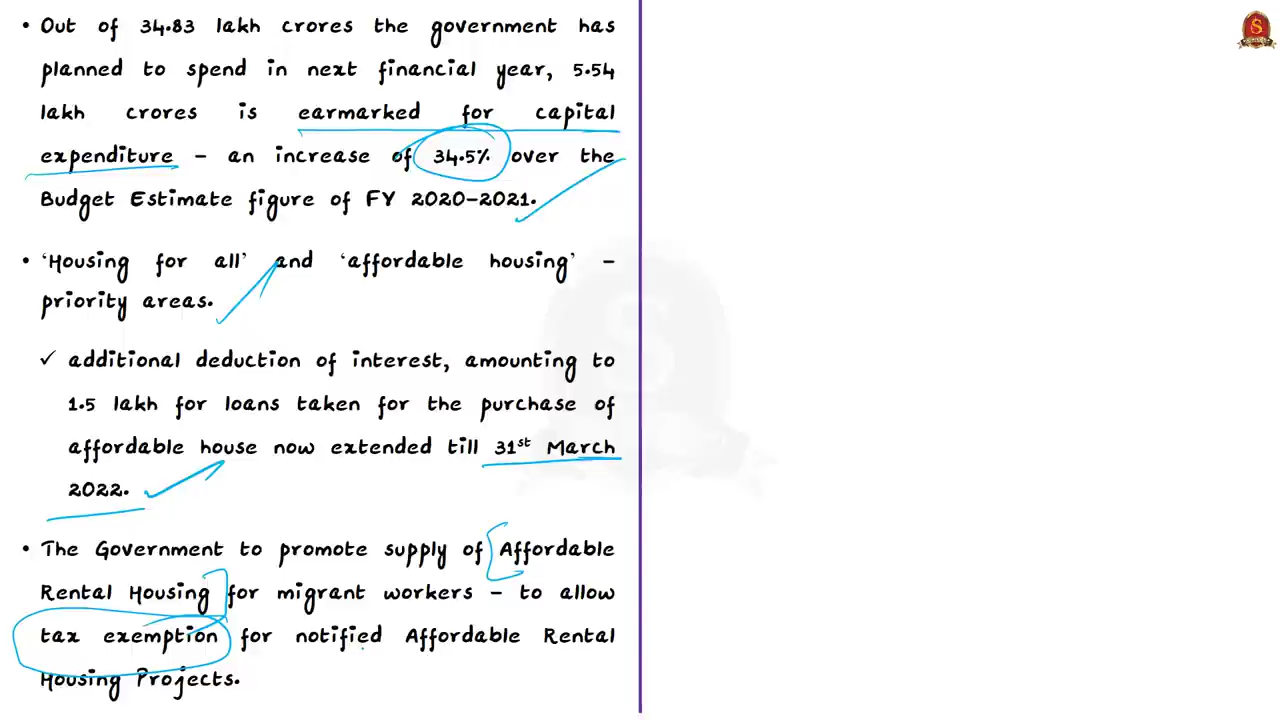 • Out of 34.83 lakh crores the government has
planned to spend in next financial year, 5.54
lakh crores is earmarked for capital
expenditure – an increase of 34.5% over the
Budget Estimate figure of FY 2020-2021.
• 'Housing for all' and 'affordable housing' –
priority areas.
✓ additional deduction of interest, amounting to
1.5 lakh for loans taken for the purchase of
affordable house now extended till 31st March
2022.
• The Government to promote supply of Affordable
Rental Housing for migrant workers – to allow
tax exemption for notified Affordable Rental
Housing Projects.